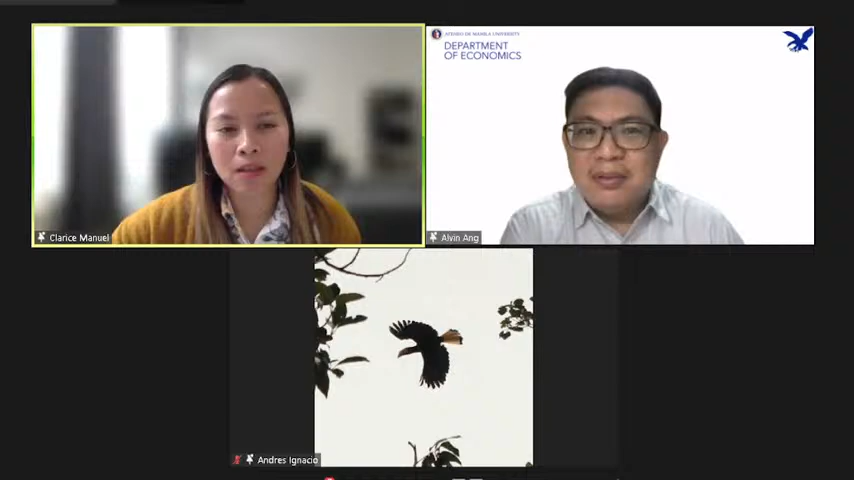 ATENEO DE MANILA UNIVERSITY
DEPARTMENT
OF ECONOMICS
Clarice Manuel
Alvin Ang
Andres Ignacio